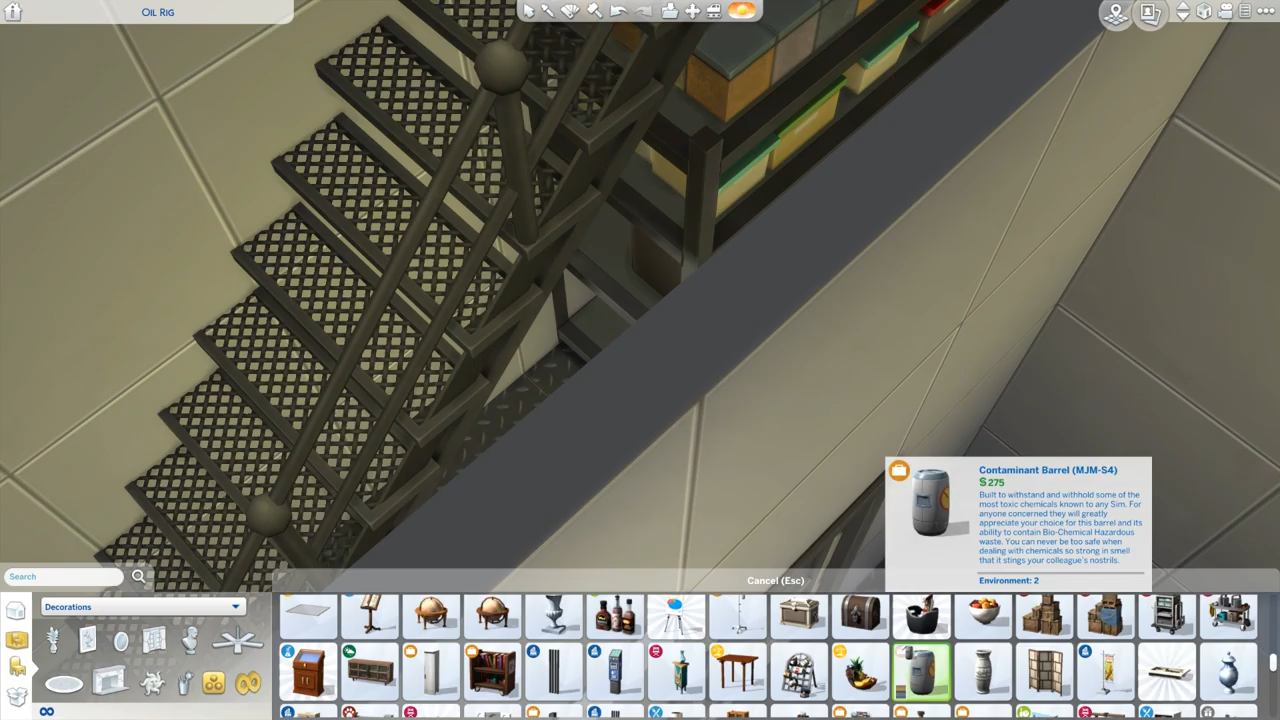 OIL RIG
Contaminant Barrel (MJM-S4)
$275
Built to withstand and withhold some of the
most toxic chemicals known to any Sim. For
anyone concerned they will greatly
appreciate your choice for this barrel and its
ability to contain Bio-Chemical Hazardous
waste. You can never be too safe when
dealing with chemicals so strong in smell
that it stings your colleague's nostrils.
Environment: 2
Search
Cancel (Esc)
Decorations